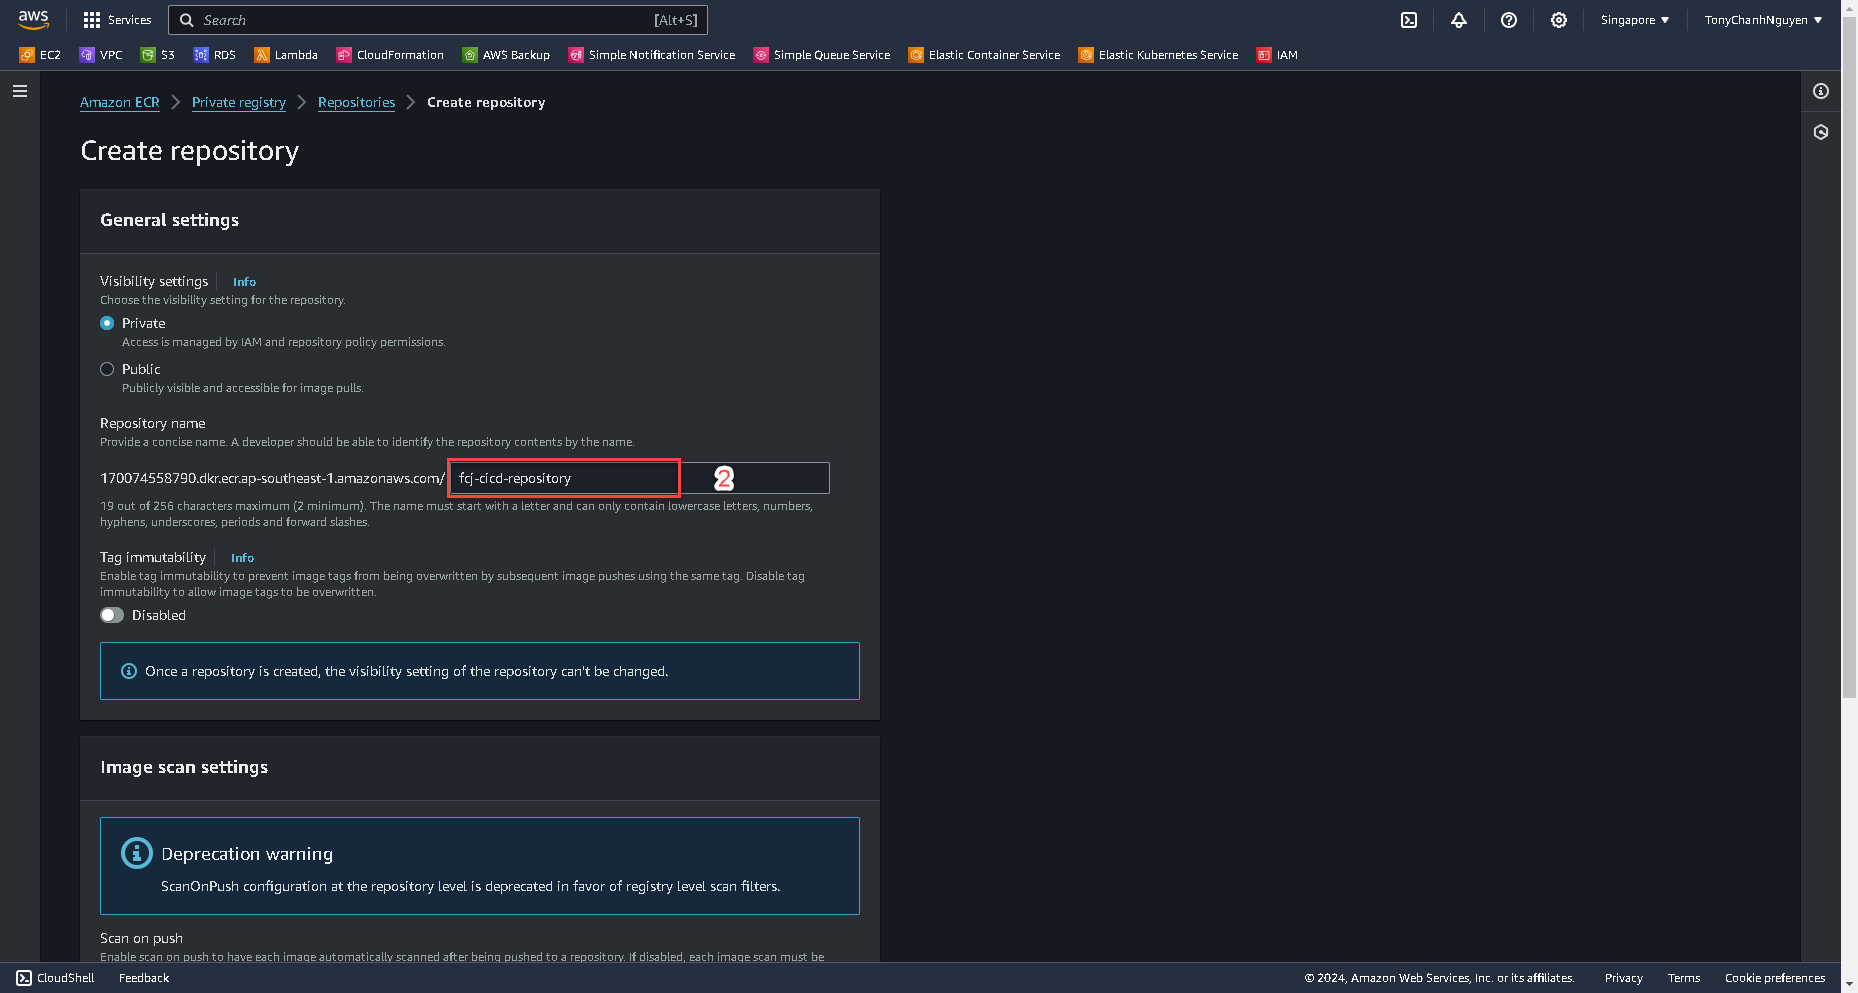 aws
Services
Search
[Alt+S]
Singapore ▼
TonyChanhNguyen ▼
EC2
VPC
S3
RDS
Lambda
CloudFormation
AWS Backup
Simple Notification Service
Simple Queue Service
Elastic Container Service
Elastic Kubernetes Service
IAM
Amazon ECR > Private registry > Repositories > Create repository
Create repository
General settings
Visibility settings | Info
Choose the visibility setting for the repository.
Private
Access is managed by IAM and repository policy permissions.
Public
Publicly visible and accessible for image pulls.
Repository name
Provide a concise name. A developer should be able to identify the repository contents by the name.
170074558790.dkr.ecr.ap-southeast-1.amazonaws.com/ fcj-cicd-repository 2
19 out of 256 characters maximum (2 minimum). The name must start with a letter and can only contain lowercase letters, numbers,
hyphens, underscores, periods and forward slashes.
Tag immutability | Info
Enable tag immutability to prevent image tags from being overwritten by subsequent image pushes using the same tag. Disable tag
immutability to allow image tags to be overwritten.
Disabled
Once a repository is created, the visibility setting of the repository can't be changed.
Image scan settings
Deprecation warning
ScanOnPush configuration at the repository level is deprecated in favor of registry level scan filters.
Scan on push
Enable scan on push to have each image automatically scanned after being pushed to a repository. If disabled, each image scan must be
CloudShell
Feedback
© 2024, Amazon Web Services, Inc. or its affiliates.
Privacy
Terms
Cookie preferences